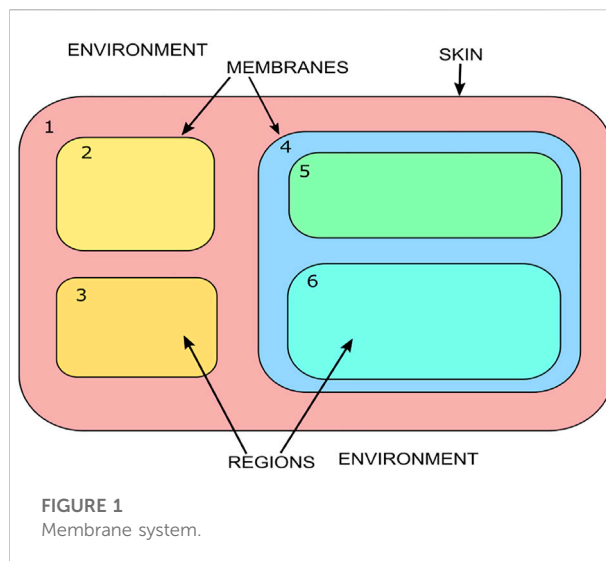 ENVIRONMENT
SKIN
MEMBRANES
1
2
4
5
3
6
REGIONS
ENVIRONMENT
FIGURE 1
Membrane system.